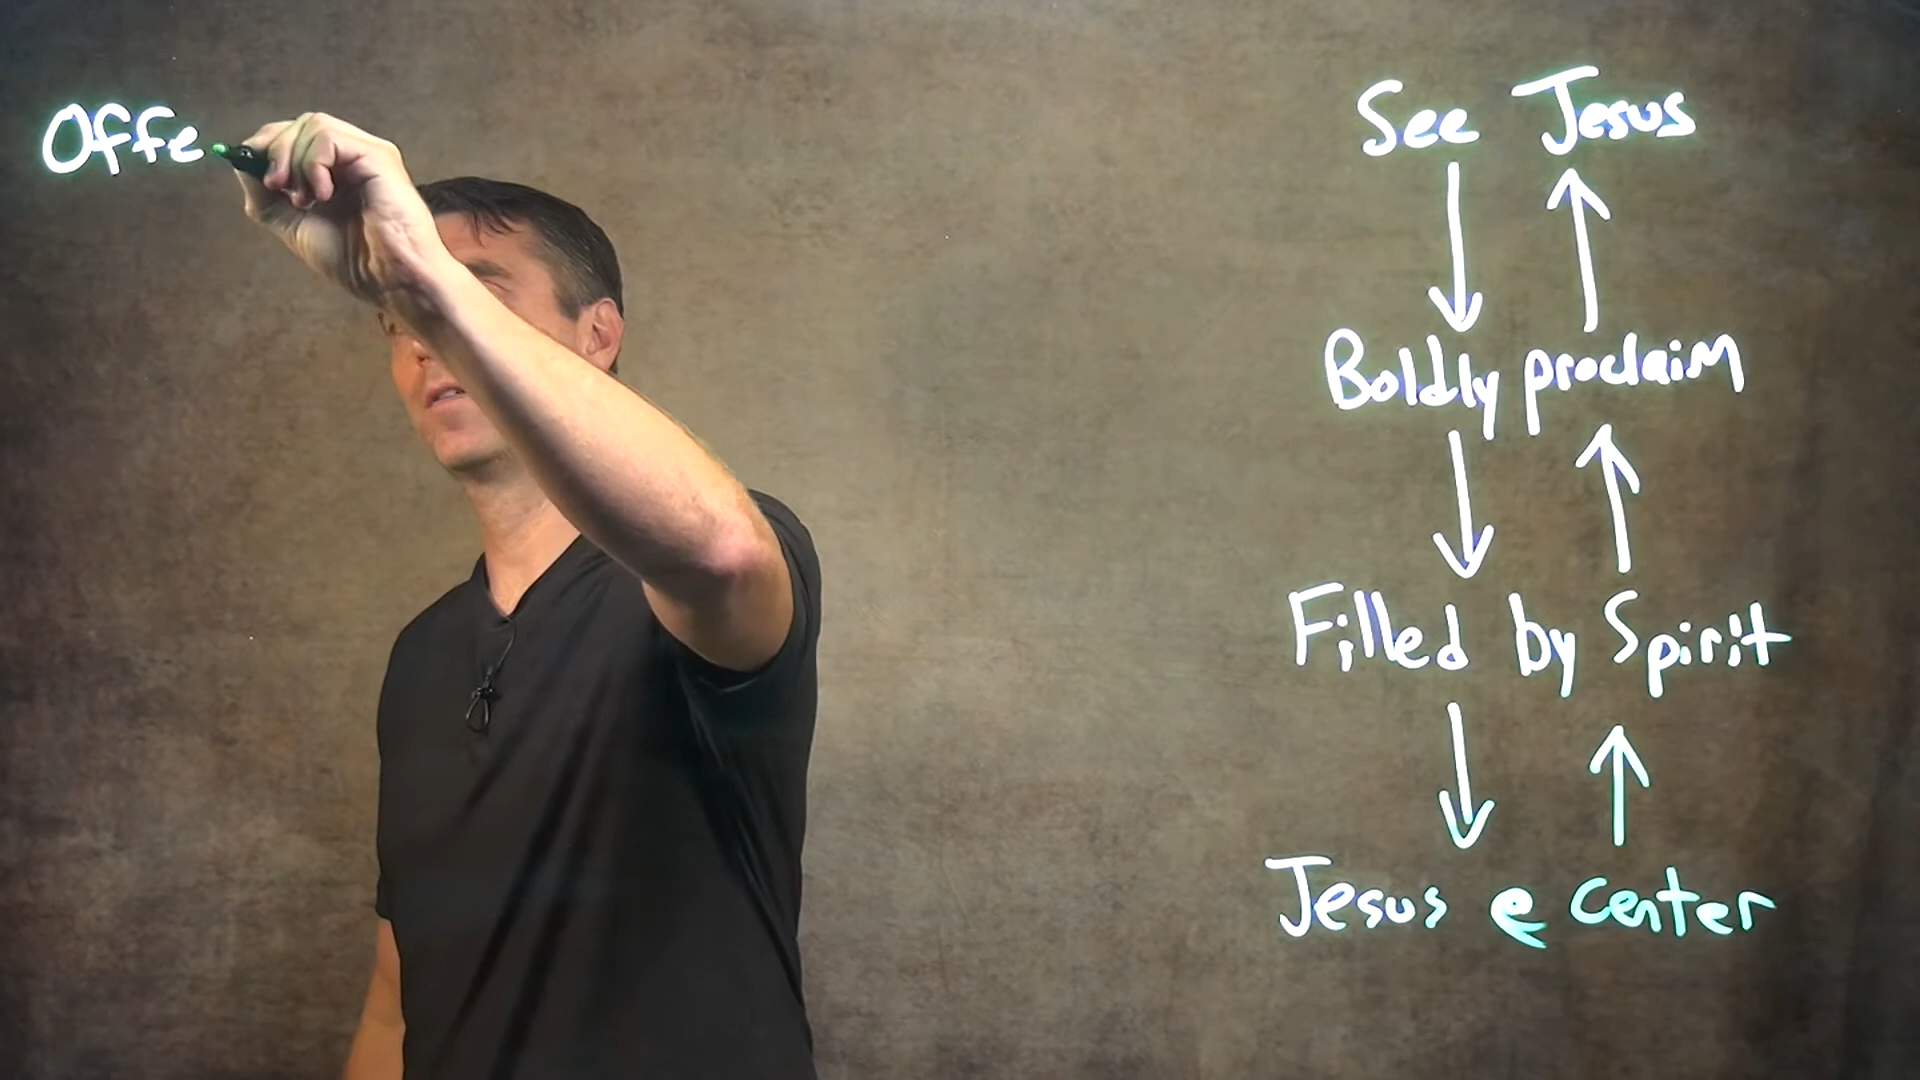 Offe
See Jesus
Boldly proclaim
Filled by Spirit
Jesus @ center